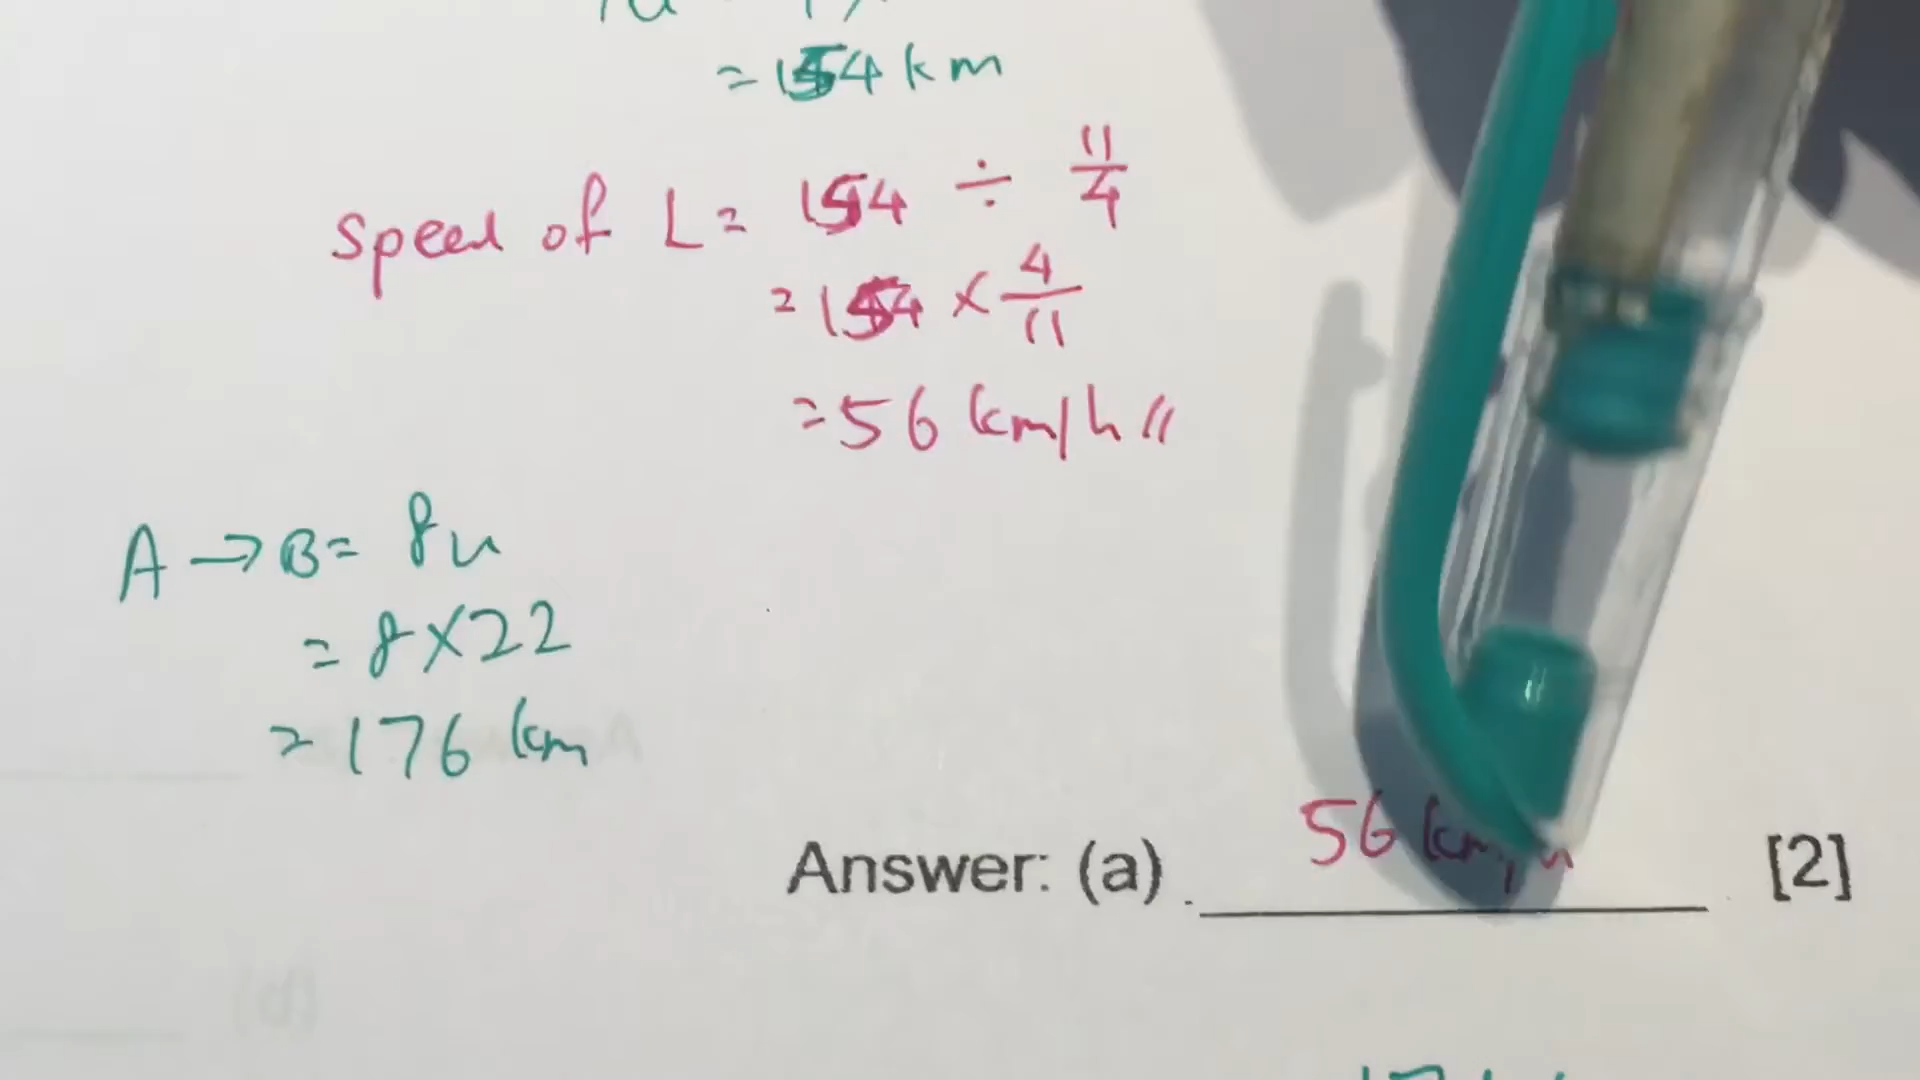 = 154 km
Speed of L = 154 ÷ 11/4
= 154 × 4/11
= 56 km/h //
A → B = 8u
= 8 × 22
= 176 km
Answer: (a) 56 km/h [2]